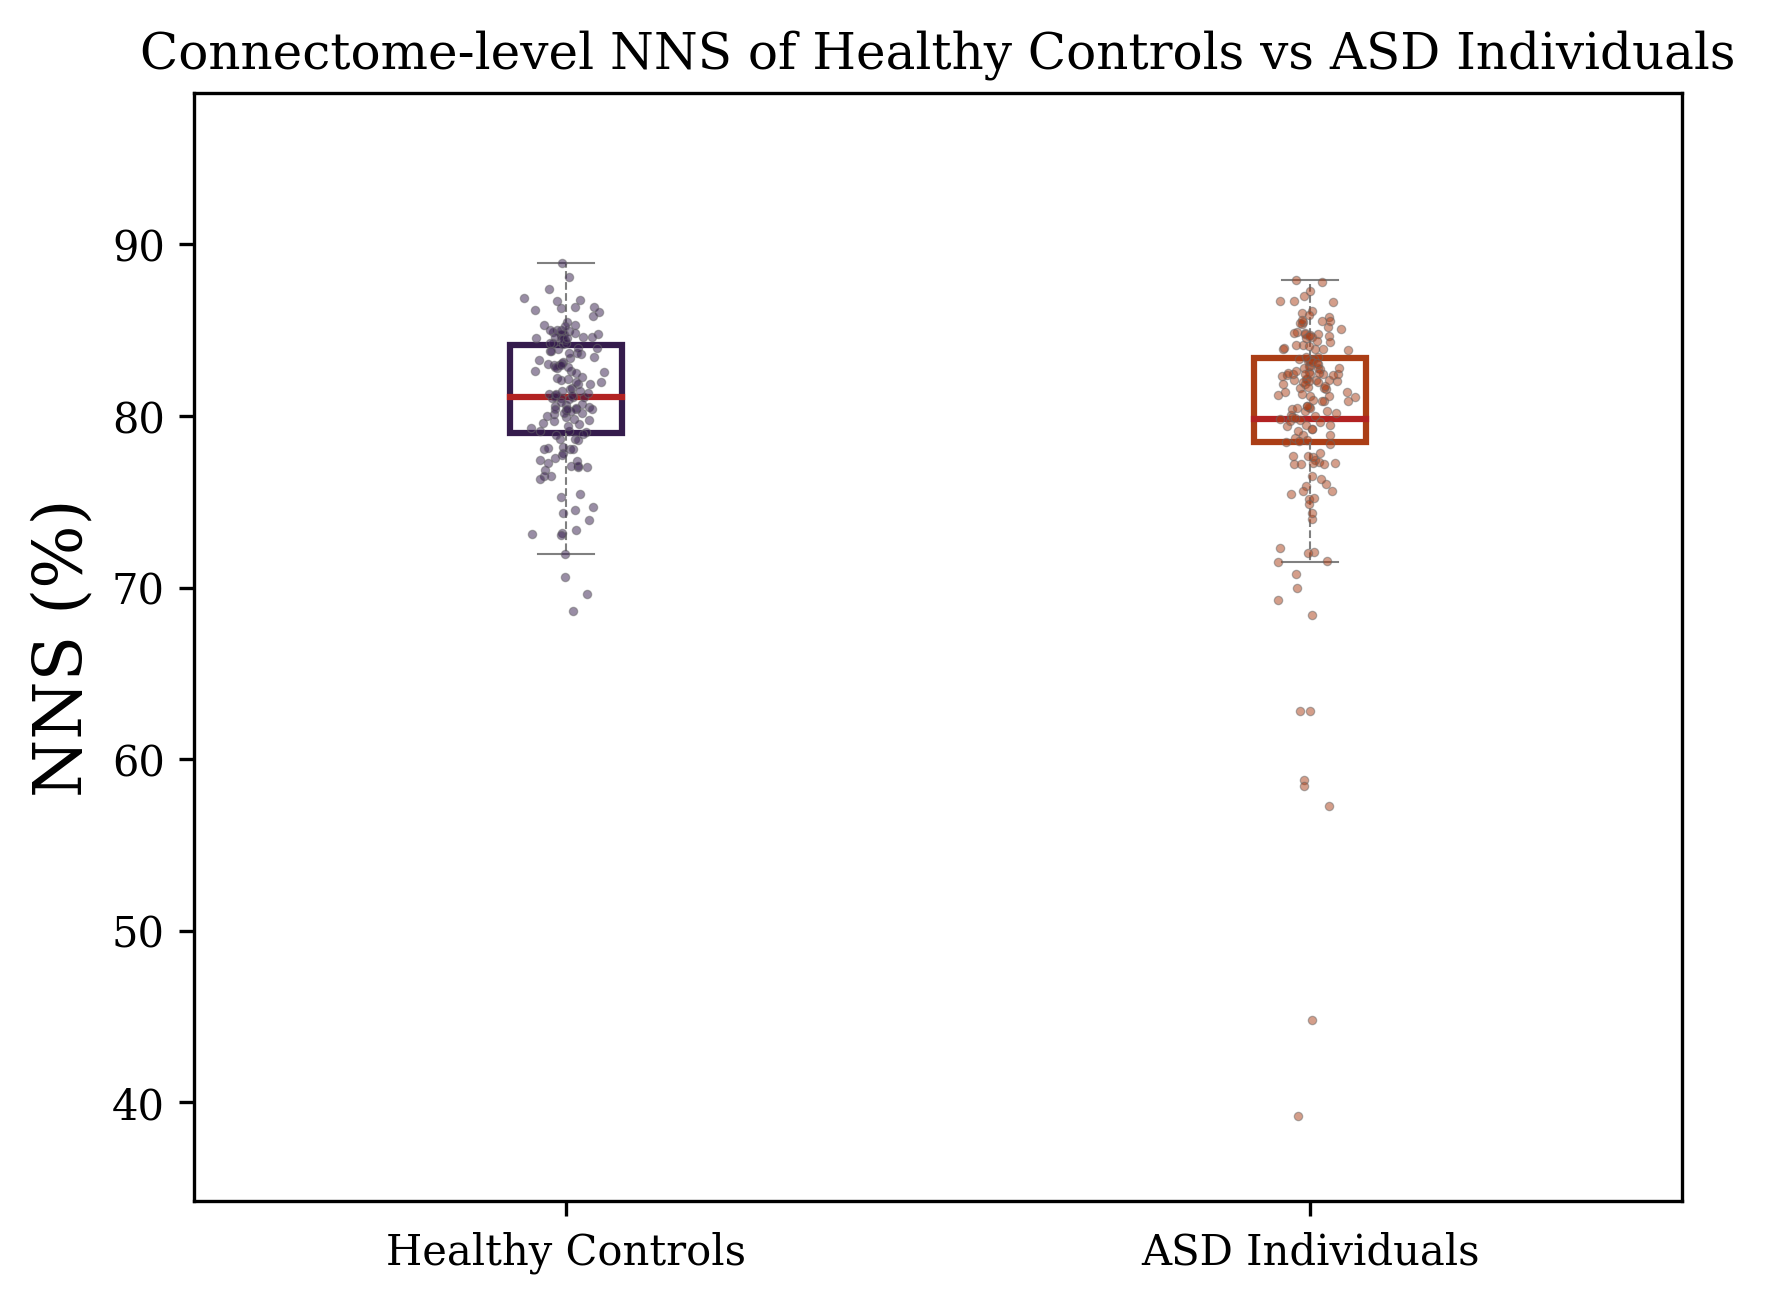 Connectome-level NNS of Healthy Controls vs ASD Individuals
NNS (%)
90
80
70
60
50
40
Healthy Controls
ASD Individuals